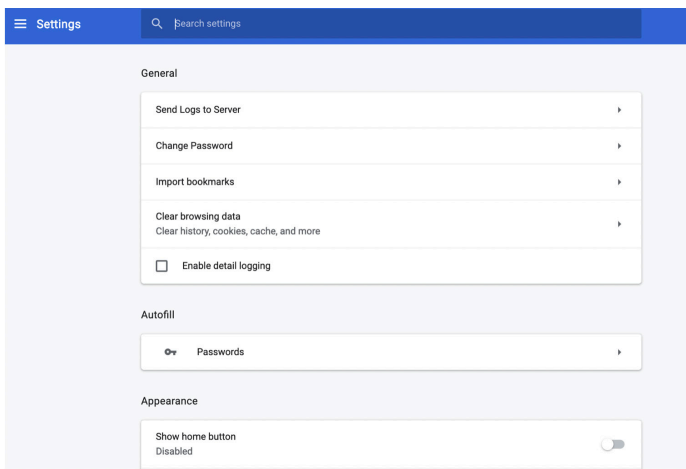 Settings
Search settings
General
Send Logs to Server
Change Password
Import bookmarks
Clear browsing data
Clear history, cookies, cache, and more
Enable detail logging
Autofill
Passwords
Appearance
Show home button
Disabled